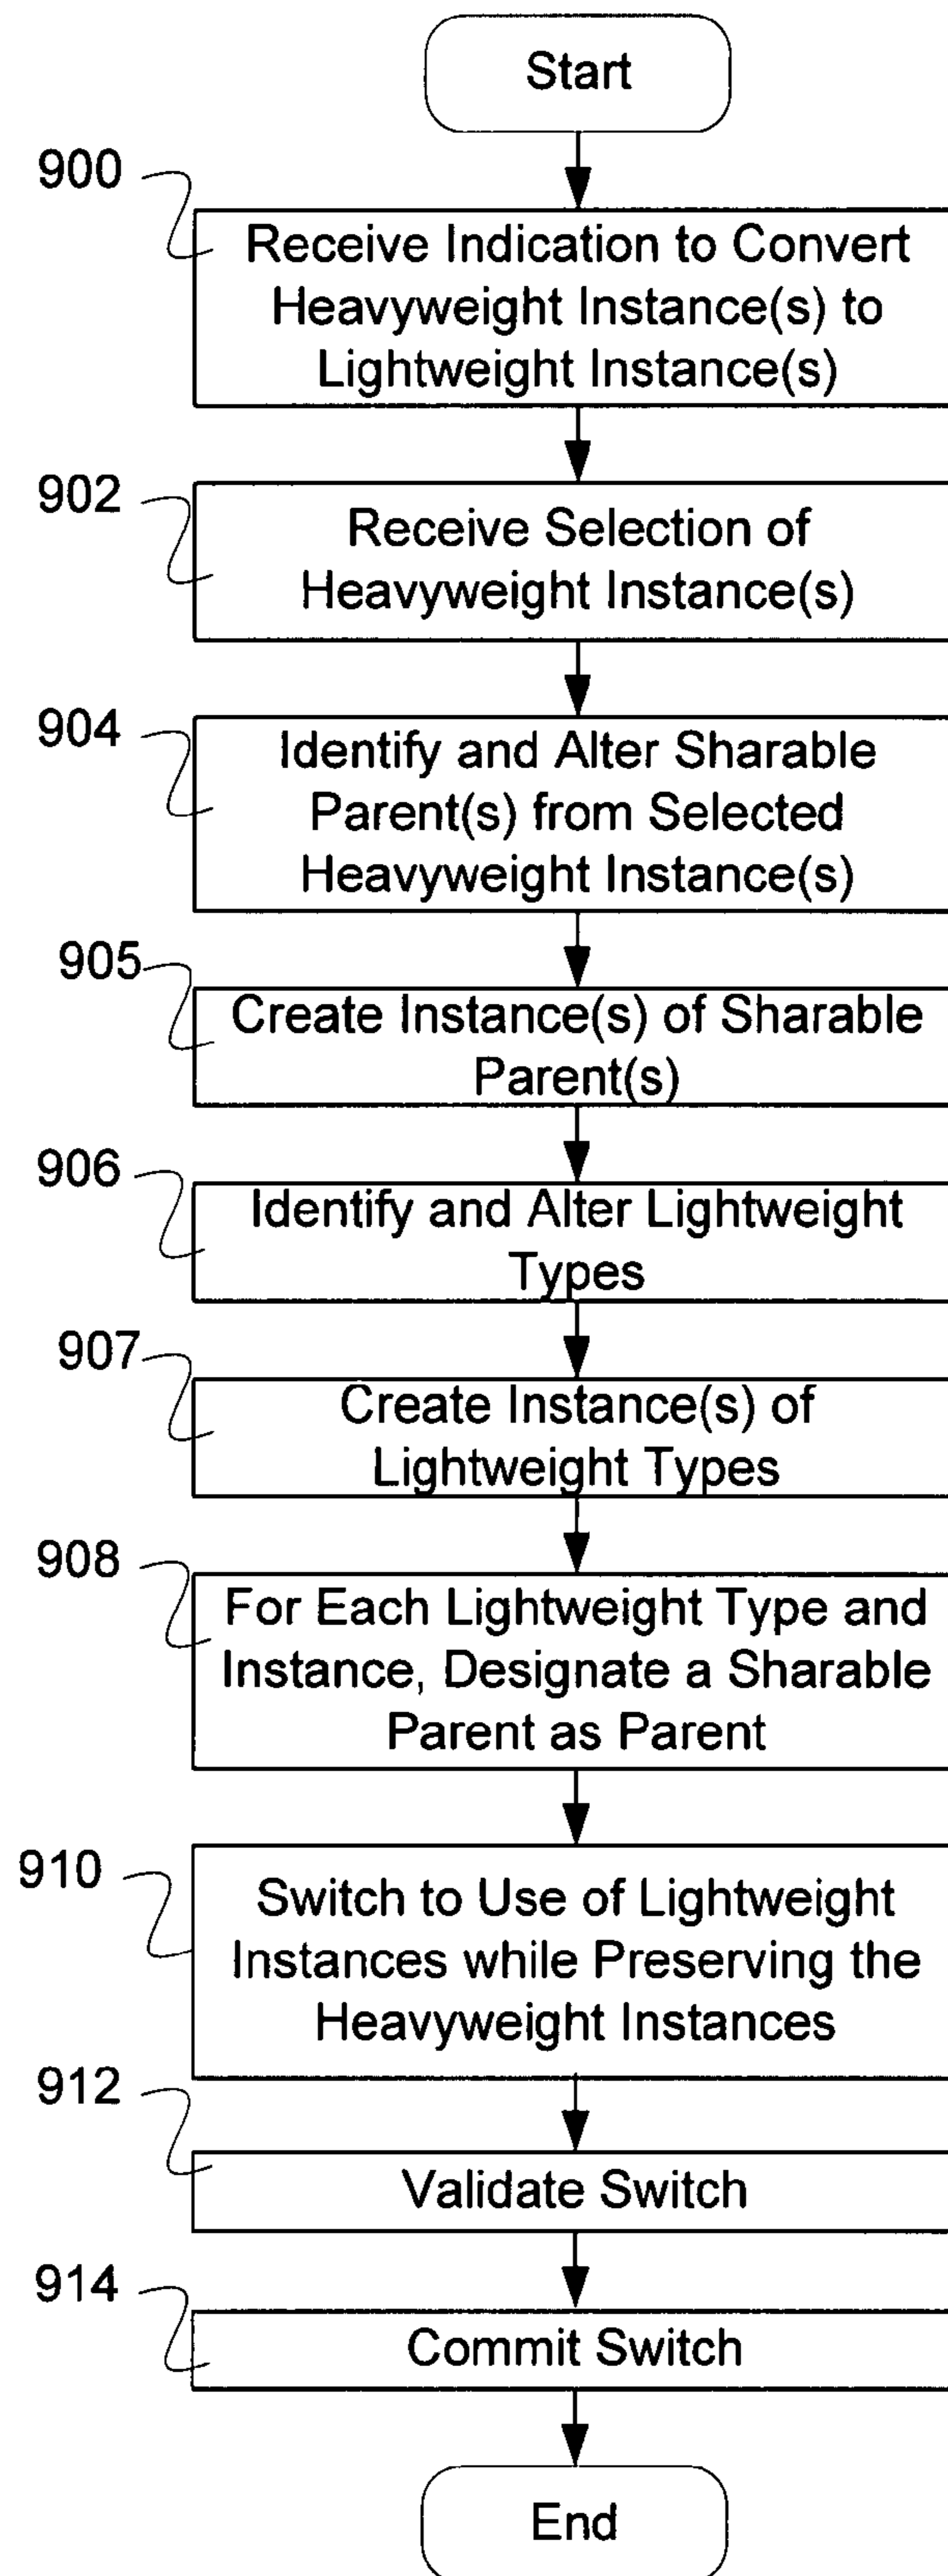 Start
900
Receive Indication to Convert
Heavyweight Instance(s) to
Lightweight Instance(s)
902
Receive Selection of
Heavyweight Instance(s)
904
Identify and Alter Sharable
Parent(s) from Selected
Heavyweight Instance(s)
905
Create Instance(s) of Sharable
Parent(s)
906
Identify and Alter Lightweight
Types
907
Create Instance(s) of
Lightweight Types
908
For Each Lightweight Type and
Instance, Designate a Sharable
Parent as Parent
910
Switch to Use of Lightweight
Instances while Preserving the
Heavyweight Instances
912
Validate Switch
914
Commit Switch
End